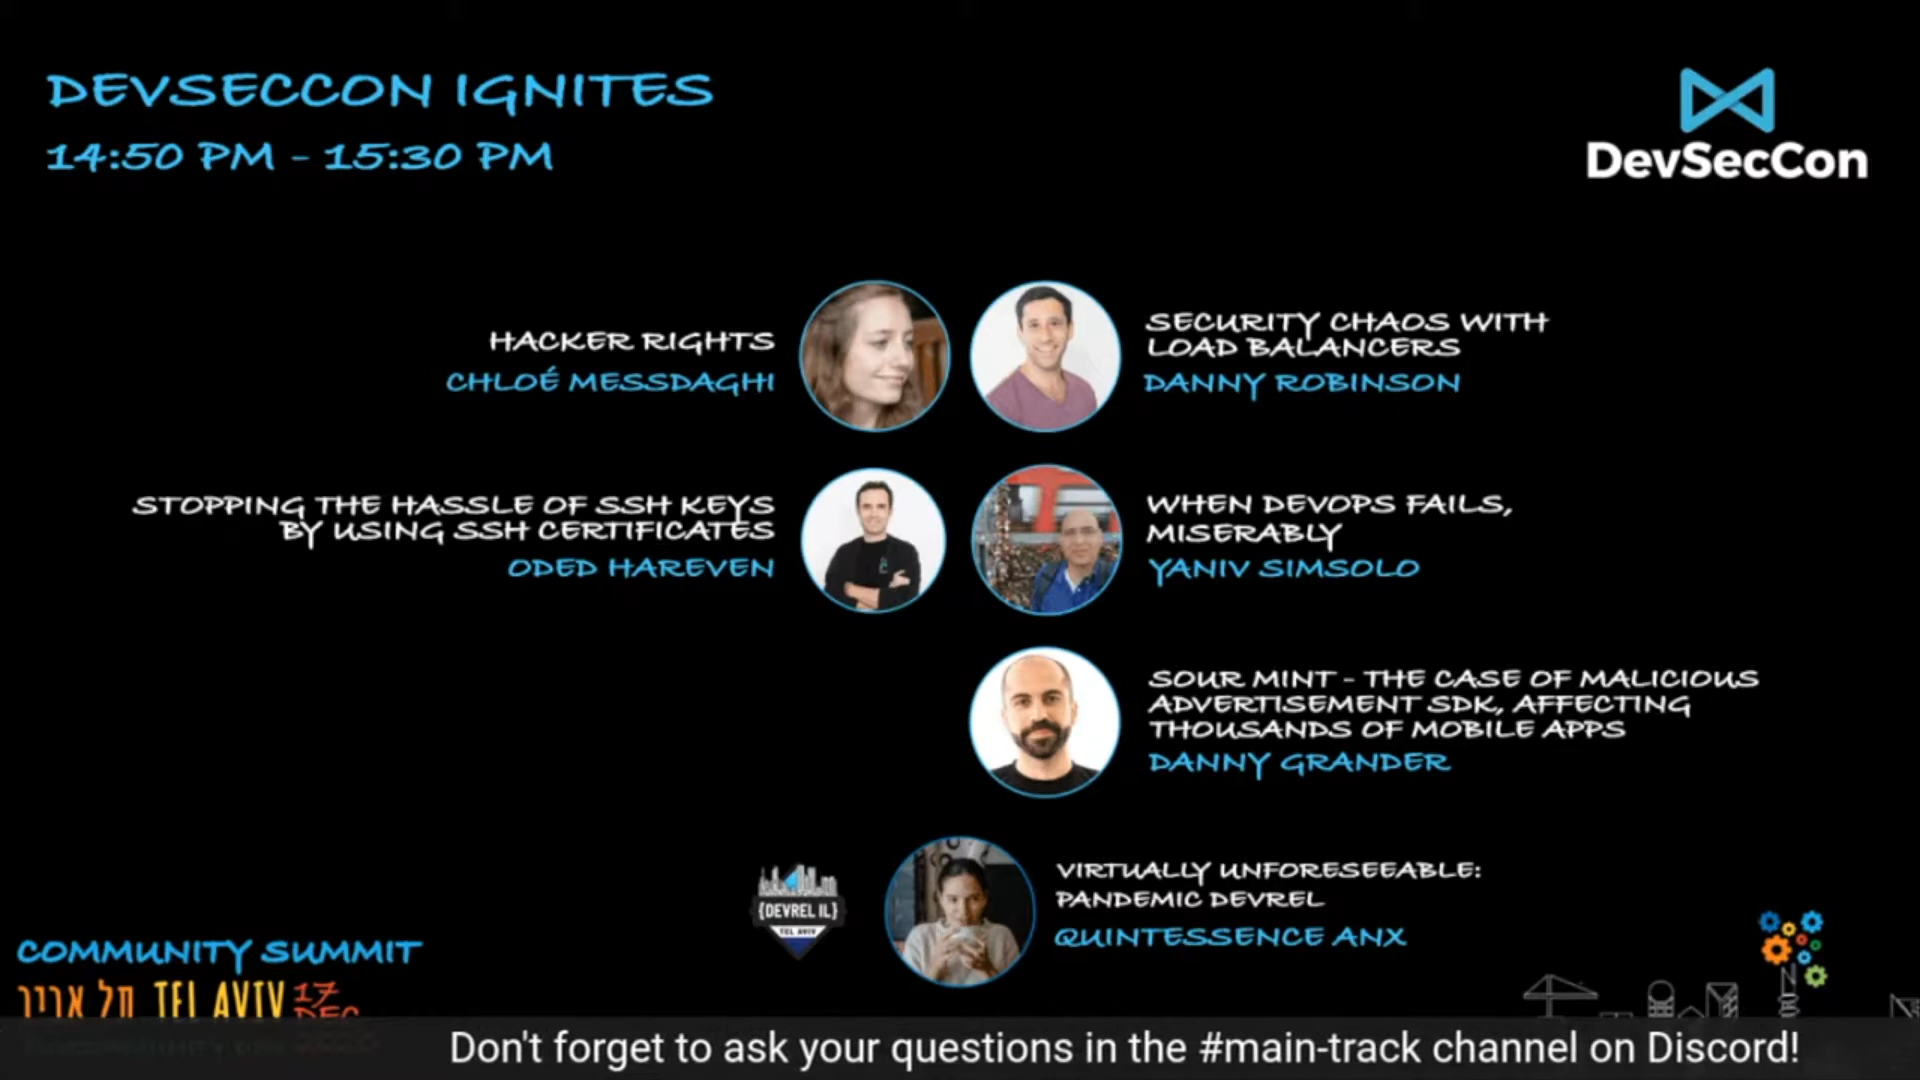 DEVSECCON IGNITES
14:50 PM - 15:30 PM
DevSecCon
HACKER RIGHTS
CHLOÉ MESSDAGHI
SECURITY CHAOS WITH
LOAD BALANCERS
DANNY ROBINSON
STOPPING THE HASSLE OF SSH KEYS
BY USING SSH CERTIFICATES
ODED HAREVEN
WHEN DEVOPS FAILS,
MISERABLY
YANIV SIMSOLO
SOUR MINT - THE CASE OF MALICIOUS
ADVERTISEMENT SDK, AFFECTING
THOUSANDS OF MOBILE APPS
DANNY GRANDER
{DEVREL IL}
TEL AVIV
VIRTUALLY UNFORESEEABLE:
PANDEMIC DEVREL
QUINTESSENCE ANX
COMMUNITY SUMMIT
תל אביב TEL AVIV 17
DEC
Don't forget to ask your questions in the #main-track channel on Discord!